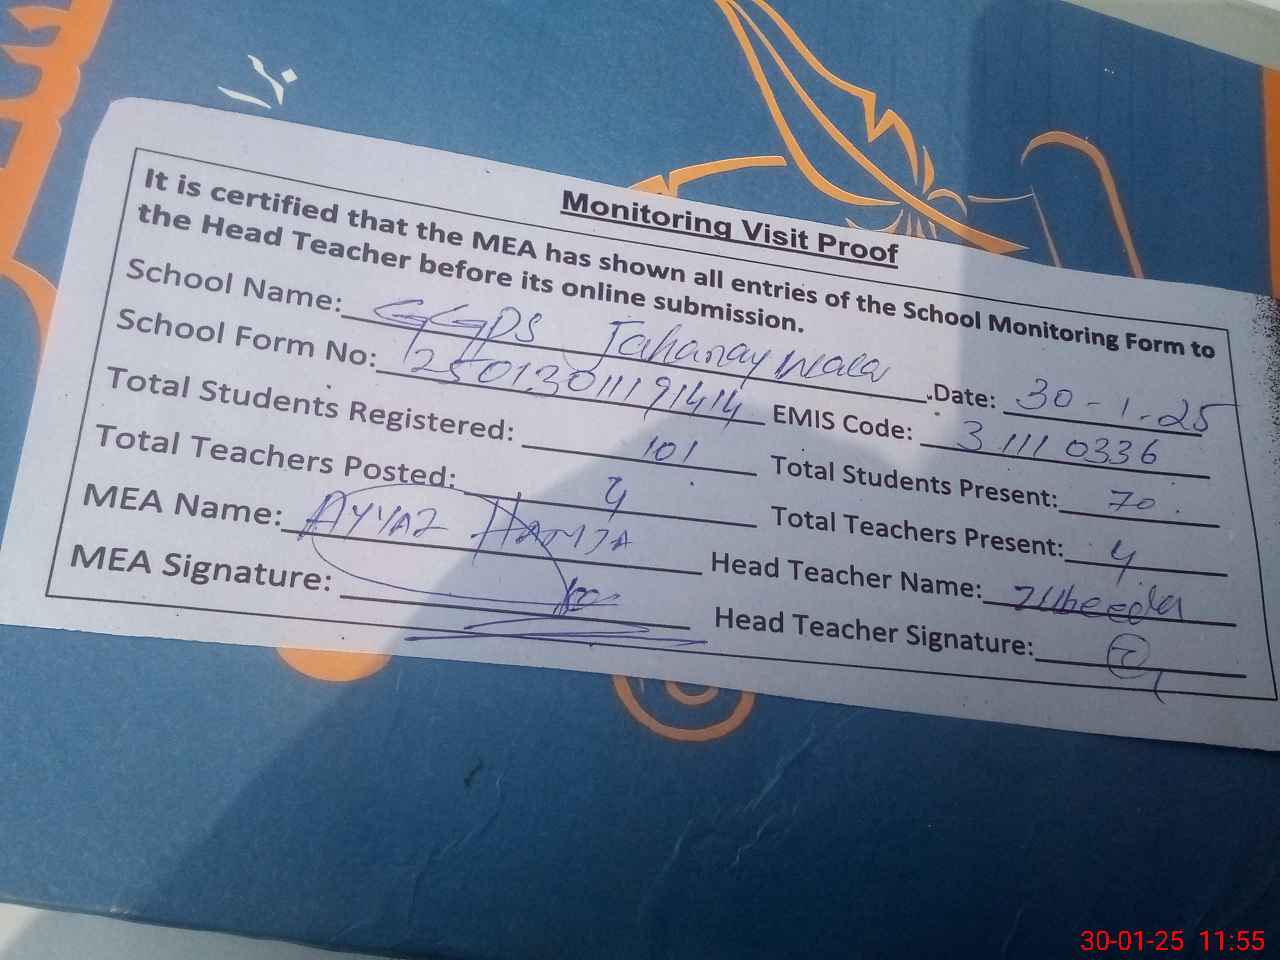 Monitoring Visit Proof
It is certified that the MEA has shown all entries of the School Monitoring Form to
the Head Teacher before its online submission.
School Name: GGPS Jahanay wala Date: 30-1-25
School Form No: 25013011191414 EMIS Code: 31110336
Total Students Registered: 101 Total Students Present: 70
Total Teachers Posted: 4 Total Teachers Present: 4
MEA Name: AYYAZ HAMZA Head Teacher Name: Zubeeda
MEA Signature: Head Teacher Signature:
30-01-25 11:55